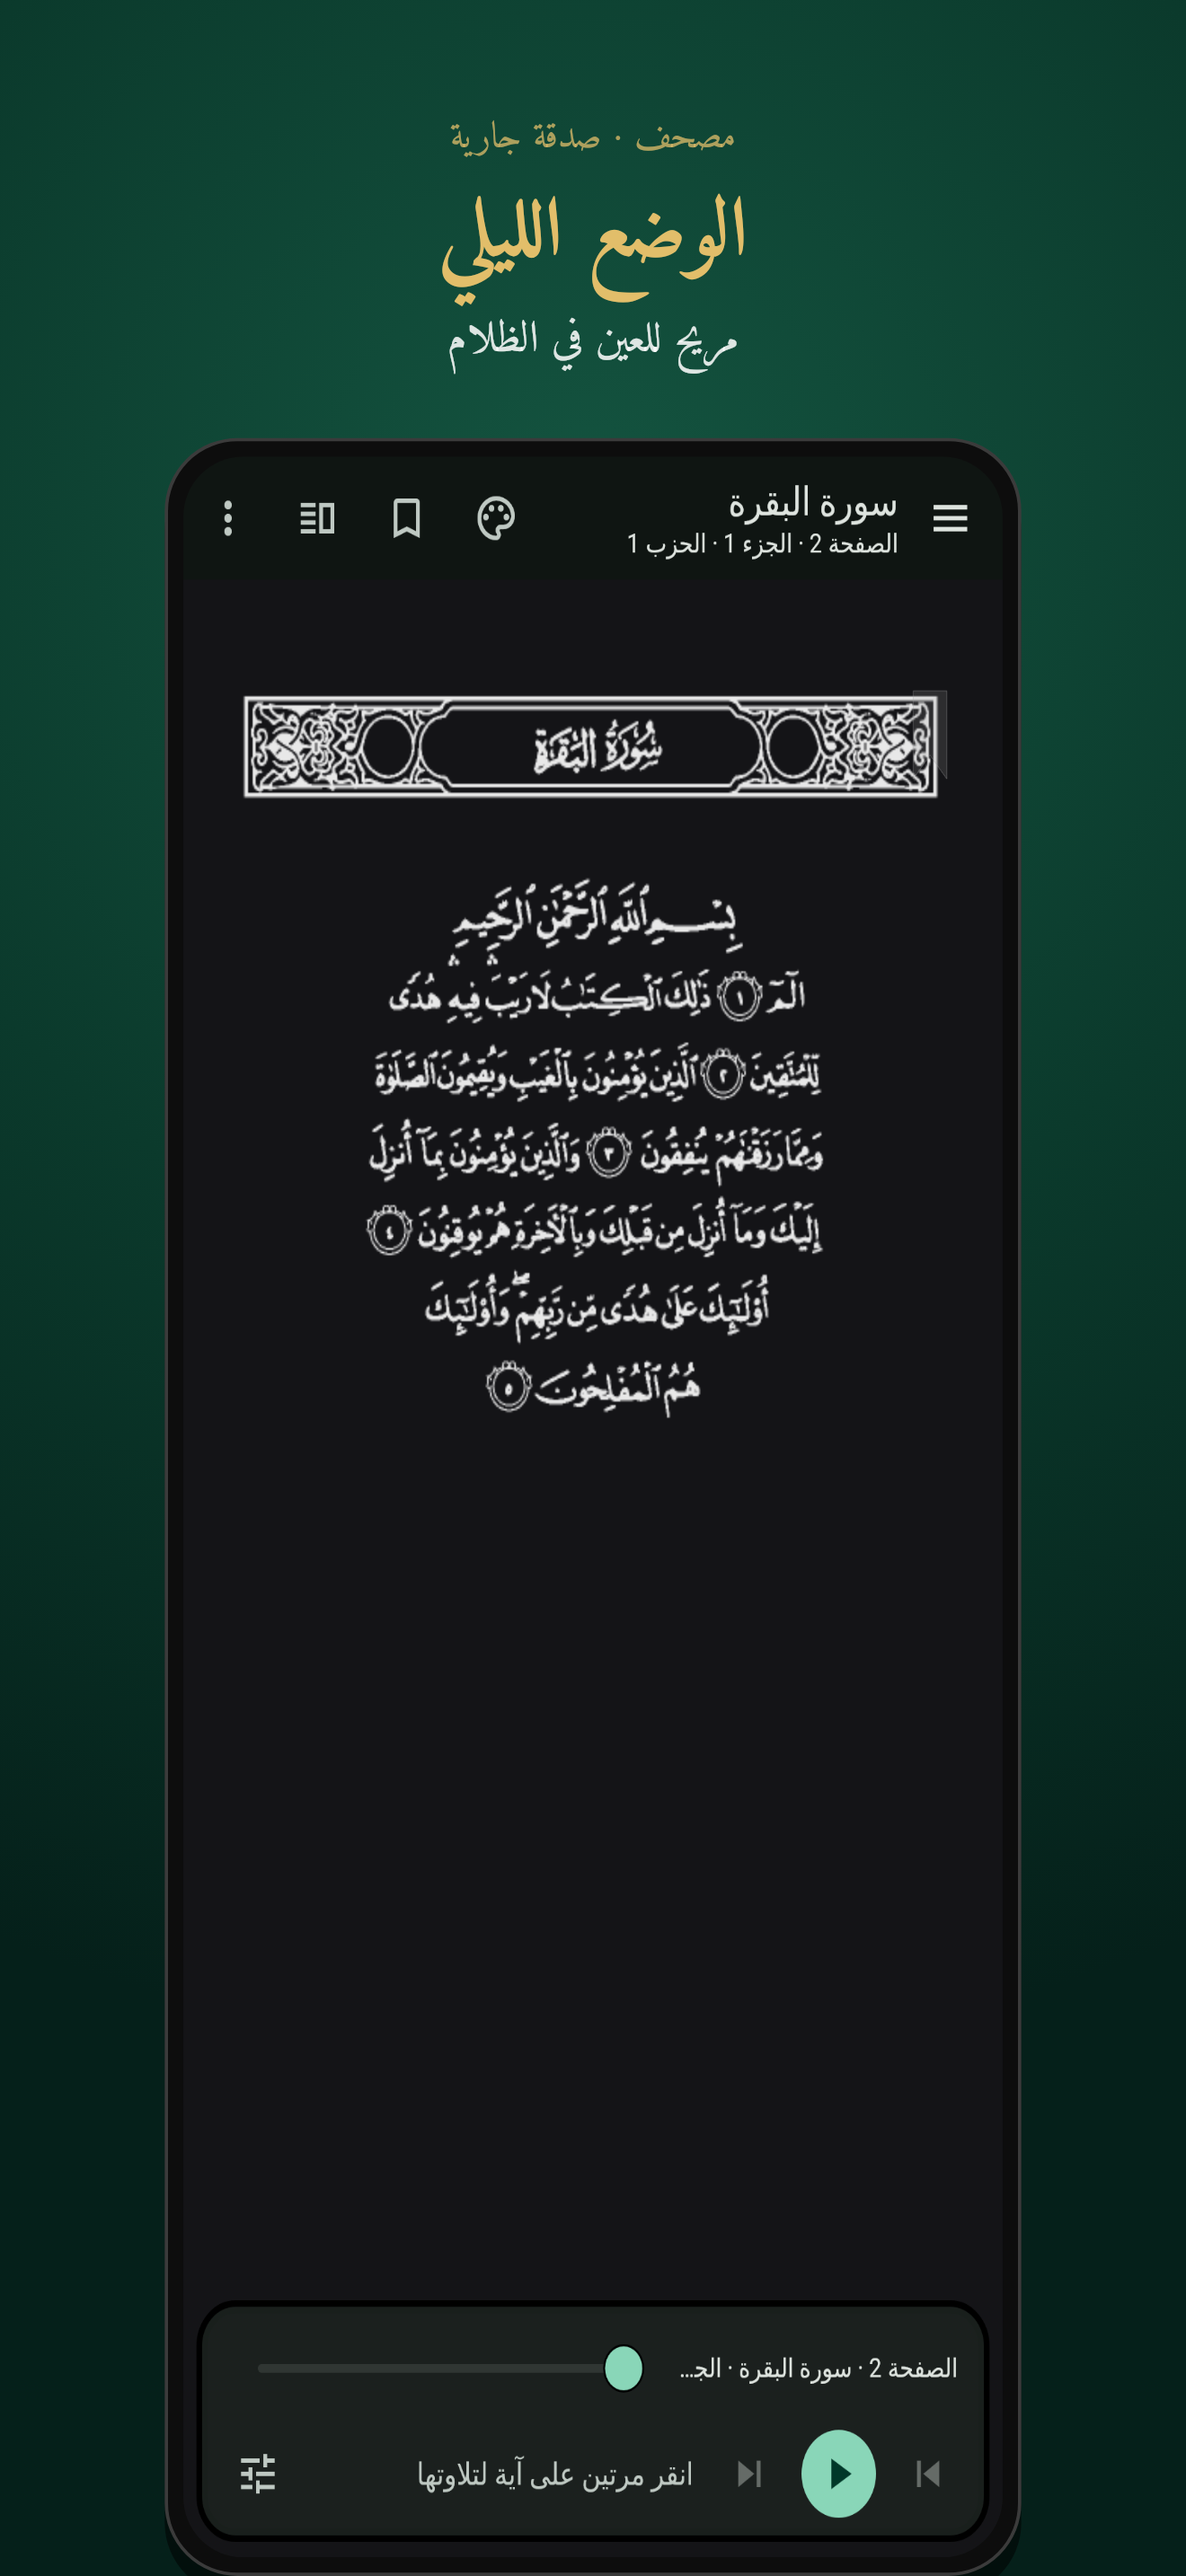 مصحف · صدقة جارية
الوضع الليلي
مريح للعين في الظلام
سورة البقرة
الصفحة 2 · الجزء 1 · الحزب 1
سُورَةُ البَقَرَةِ
بِسْمِ ٱللَّهِ ٱلرَّحْمَٰنِ ٱلرَّحِيمِ
الٓمٓ ١ ذَٰلِكَ ٱلْكِتَٰبُ لَا رَيْبَ ۛ فِيهِ ۛ هُدًى
لِّلْمُتَّقِينَ ٢ ٱلَّذِينَ يُؤْمِنُونَ بِٱلْغَيْبِ وَيُقِيمُونَ ٱلصَّلَوٰةَ
وَمِمَّا رَزَقْنَٰهُمْ يُنفِقُونَ ٣ وَٱلَّذِينَ يُؤْمِنُونَ بِمَآ أُنزِلَ
إِلَيْكَ وَمَآ أُنزِلَ مِن قَبْلِكَ وَبِٱلْأَخِرَةِ هُمْ يُوقِنُونَ ٤
أُو۟لَٰٓئِكَ عَلَىٰ هُدًى مِّن رَّبِّهِمْ ۖ وَأُو۟لَٰٓئِكَ
هُمُ ٱلْمُفْلِحُونَ ٥
الصفحة 2 · سورة البقرة · الجـ...
انقر مرتين على آية لتلاوتها